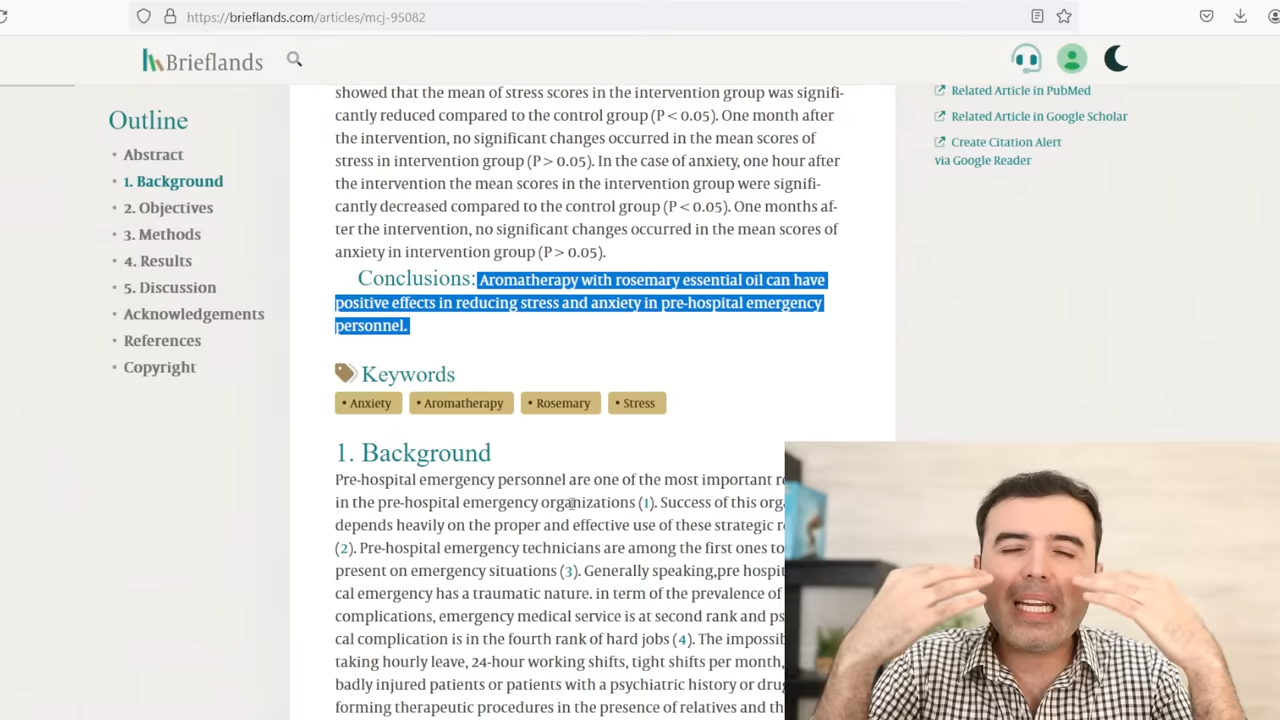 https://brieflands.com/articles/mcj-95082
Brieflands
Outline
• Abstract
• 1. Background
• 2. Objectives
• 3. Methods
• 4. Results
• 5. Discussion
• Acknowledgements
• References
• Copyright
showed that the mean of stress scores in the intervention group was signifi-
cantly reduced compared to the control group (P < 0.05). One month after
the intervention, no significant changes occurred in the mean scores of
stress in intervention group (P > 0.05). In the case of anxiety, one hour after
the intervention the mean scores in the intervention group were signifi-
cantly decreased compared to the control group (P < 0.05). One months af-
ter the intervention, no significant changes occurred in the mean scores of
anxiety in intervention group (P > 0.05).
Conclusions: Aromatherapy with rosemary essential oil can have
positive effects in reducing stress and anxiety in pre-hospital emergency
personnel.
Keywords
• Anxiety • Aromatherapy • Rosemary • Stress
1. Background
Pre-hospital emergency personnel are one of the most important
in the pre-hospital emergency organizations (1). Success of this
depends heavily on the proper and effective use of these strategic
(2). Pre-hospital emergency technicians are among the first ones to
present on emergency situations (3). Generally speaking,pre
cal emergency has a traumatic nature. in term of the prevalence of
complications, emergency medical service is at second rank and
cal complication is in the fourth rank of hard jobs (4). The
taking hourly leave, 24-hour working shifts, tight shifts per month,
badly injured patients or patients with a psychiatric history or
forming therapeutic procedures in the presence of relatives and
Related Article in PubMed
Related Article in Google Scholar
Create Citation Alert
via Google Reader